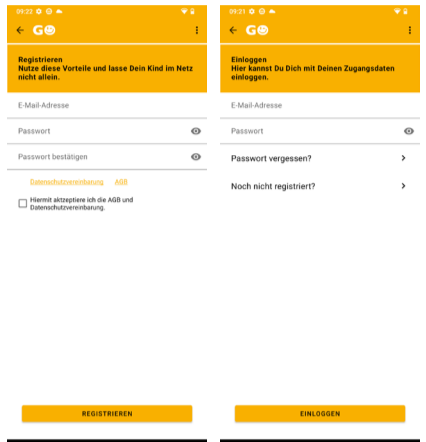 09:22
GO
Registrieren
Nutze diese Vorteile und lasse Dein Kind im Netz
nicht allein.
E-Mail-Adresse
Passwort
Passwort bestätigen
Datenschutzvereinbarung AGB
Hiermit aktzeptiere ich die AGB und
Datenschutzvereinbarung.
REGISTRIEREN
09:21
GO
Einloggen
Hier kannst Du Dich mit Deinen Zugangsdaten
einloggen.
E-Mail-Adresse
Passwort
Passwort vergessen?
Noch nicht registriert?
EINLOGGEN